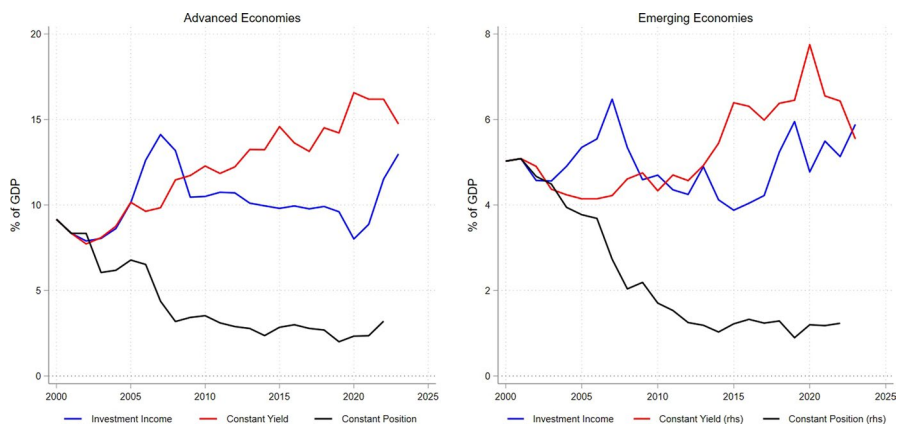 Advanced Economies
% of GDP
20
15
10
5
0
2000 2005 2010 2015 2020 2025
Investment Income Constant Yield Constant Position
Emerging Economies
% of GDP
8
6
4
2
0
2000 2005 2010 2015 2020 2025
Investment Income Constant Yield (rhs) Constant Position (rhs)